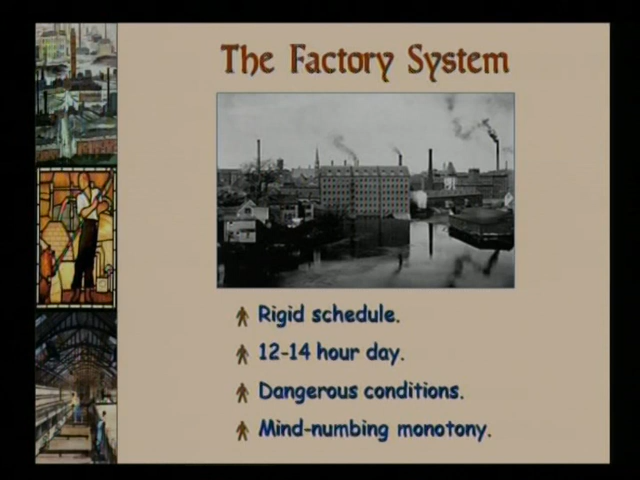 The Factory System
Rigid schedule.
12-14 hour day.
Dangerous conditions.
Mind-numbing monotony.